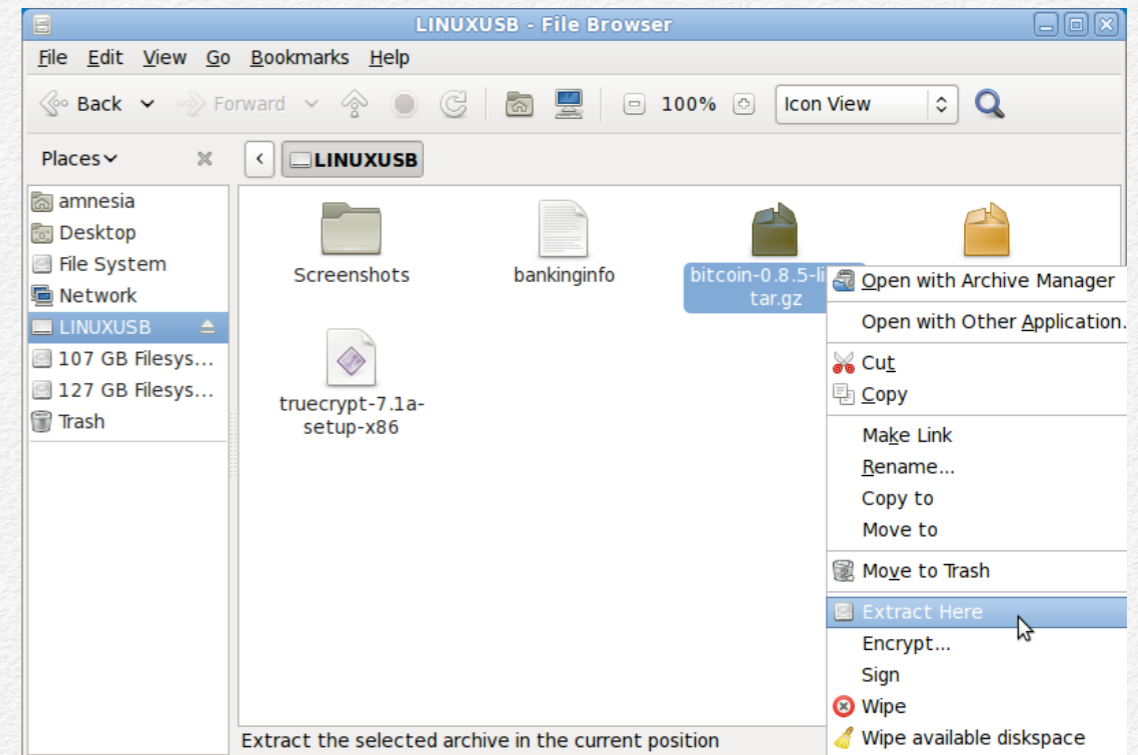 LINUXUSB - File Browser
File Edit View Go Bookmarks Help
Back Forward 100% Icon View
Places LINUXUSB
amnesia
Desktop
File System
Network
LINUXUSB
107 GB Filesys...
127 GB Filesys...
Trash
Screenshots
bankinginfo
bitcoin-0.8.5-li
tar.gz
truecrypt-7.1a-
setup-x86
Open with Archive Manager
Open with Other Application.
Cut
Copy
Make Link
Rename...
Copy to
Move to
Move to Trash
Extract Here
Encrypt...
Sign
Wipe
Wipe available diskspace
Extract the selected archive in the current position